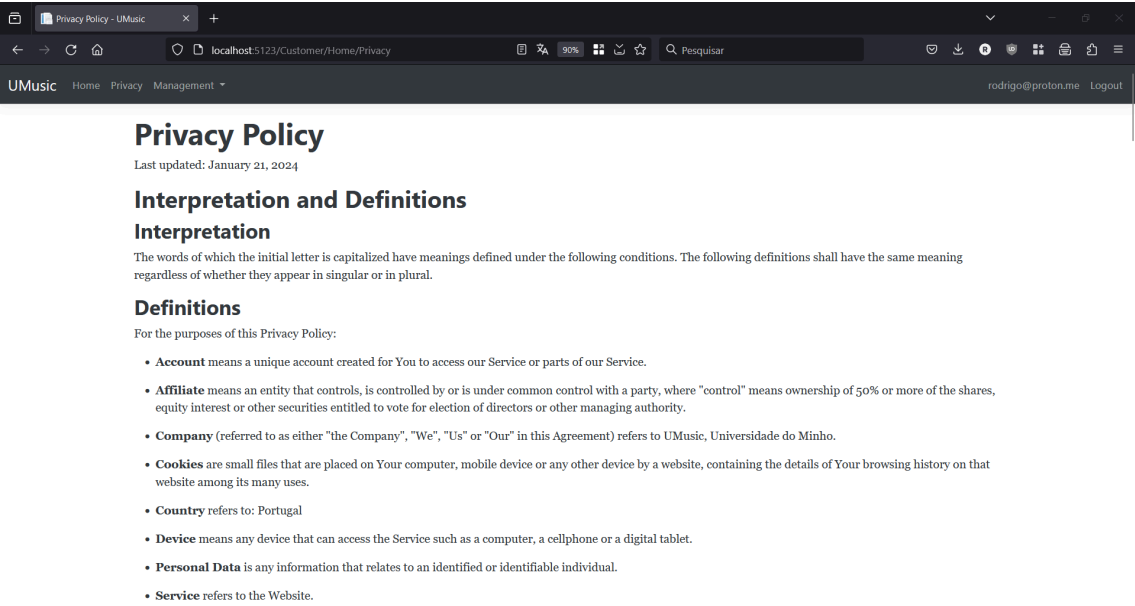 Privacy Policy - UMusic
localhost:5123/Customer/Home/Privacy
90%
Pesquisar
UMusic Home Privacy Management
rodrigo@proton.me Logout
Privacy Policy
Last updated: January 21, 2024
Interpretation and Definitions
Interpretation
The words of which the initial letter is capitalized have meanings defined under the following conditions. The following definitions shall have the same meaning
regardless of whether they appear in singular or in plural.
Definitions
For the purposes of this Privacy Policy:
• Account means a unique account created for You to access our Service or parts of our Service.
• Affiliate means an entity that controls, is controlled by or is under common control with a party, where "control" means ownership of 50% or more of the shares,
equity interest or other securities entitled to vote for election of directors or other managing authority.
• Company (referred to as either "the Company", "We", "Us" or "Our" in this Agreement) refers to UMusic, Universidade do Minho.
• Cookies are small files that are placed on Your computer, mobile device or any other device by a website, containing the details of Your browsing history on that
website among its many uses.
• Country refers to: Portugal
• Device means any device that can access the Service such as a computer, a cellphone or a digital tablet.
• Personal Data is any information that relates to an identified or identifiable individual.
• Service refers to the Website.